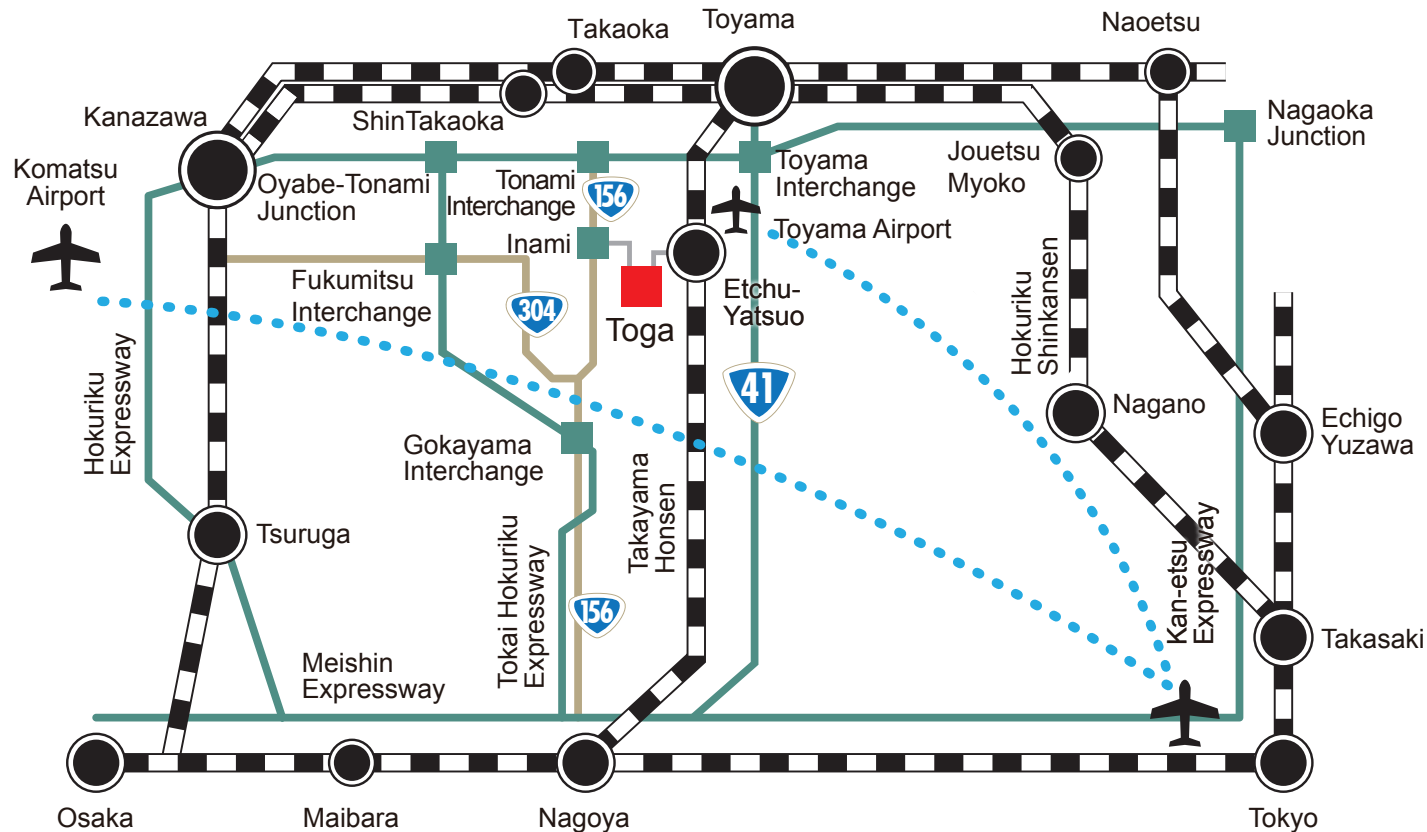 Takaoka
Toyama
Naoetsu
Kanazawa
ShinTakaoka
Nagaoka
Junction
Komatsu
Airport
Oyabe-Tonami
Junction
Tonami
Interchange
156
Toyama
Interchange
Jouetsu
Myoko
Inami
Toyama Airport
Fukumitsu
Interchange
304
Toga
Etchu-
Yatsuo
Hokuriku
Shinkansen
41
Hokuriku
Expressway
Gokayama
Interchange
Nagano
Echigo
Yuzawa
Tsuruga
Takayama
Honsen
Kan-etsu
Expressway
Tokai Hokuriku
Expressway
156
Takasaki
Meishin
Expressway
Osaka
Maibara
Nagoya
Tokyo